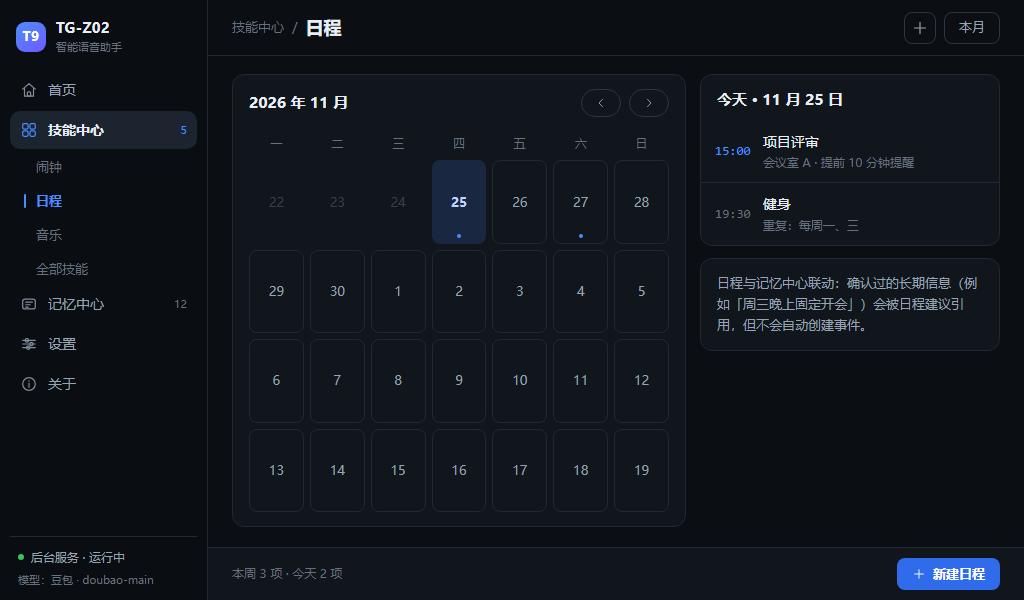 T9
TG-Z02
智能语音助手
首页
技能中心 5
闹钟
日程
音乐
全部技能
记忆中心 12
设置
关于
后台服务 · 运行中
模型：豆包 · doubao-main
技能中心 / 日程
本月
2026 年 11 月
一 二 三 四 五 六 日
22 23 24 25 26 27 28
29 30 1 2 3 4 5
6 7 8 9 10 11 12
13 14 15 16 17 18 19
今天 • 11 月 25 日
15:00 项目评审
会议室 A · 提前 10 分钟提醒
19:30 健身
重复：每周一、三
日程与记忆中心联动：确认过的长期信息（例
如「周三晚上固定开会」）会被日程建议引
用，但不会自动创建事件。
本周 3 项 · 今天 2 项
＋ 新建日程